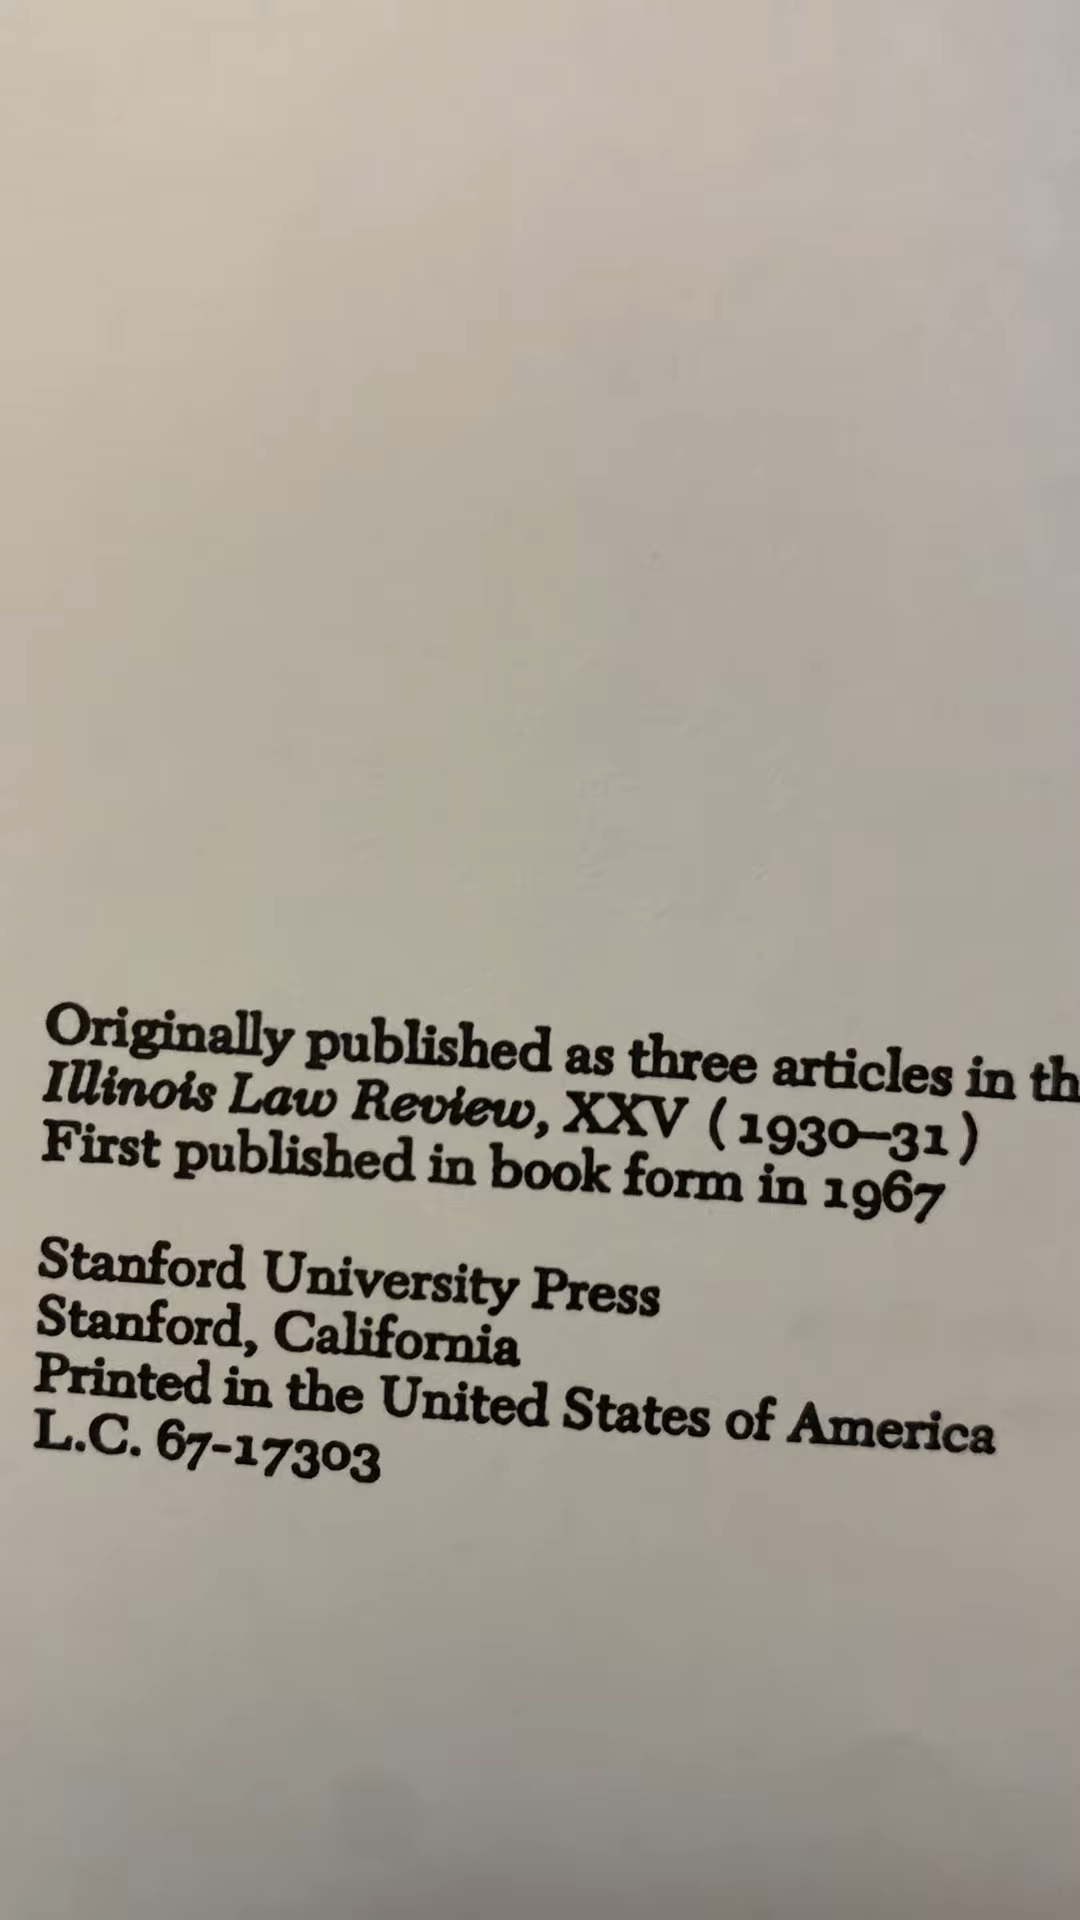 Originally published as three articles in th
Illinois Law Review, XXV (1930–31)
First published in book form in 1967
Stanford University Press
Stanford, California
Printed in the United States of America
L.C. 67-17303